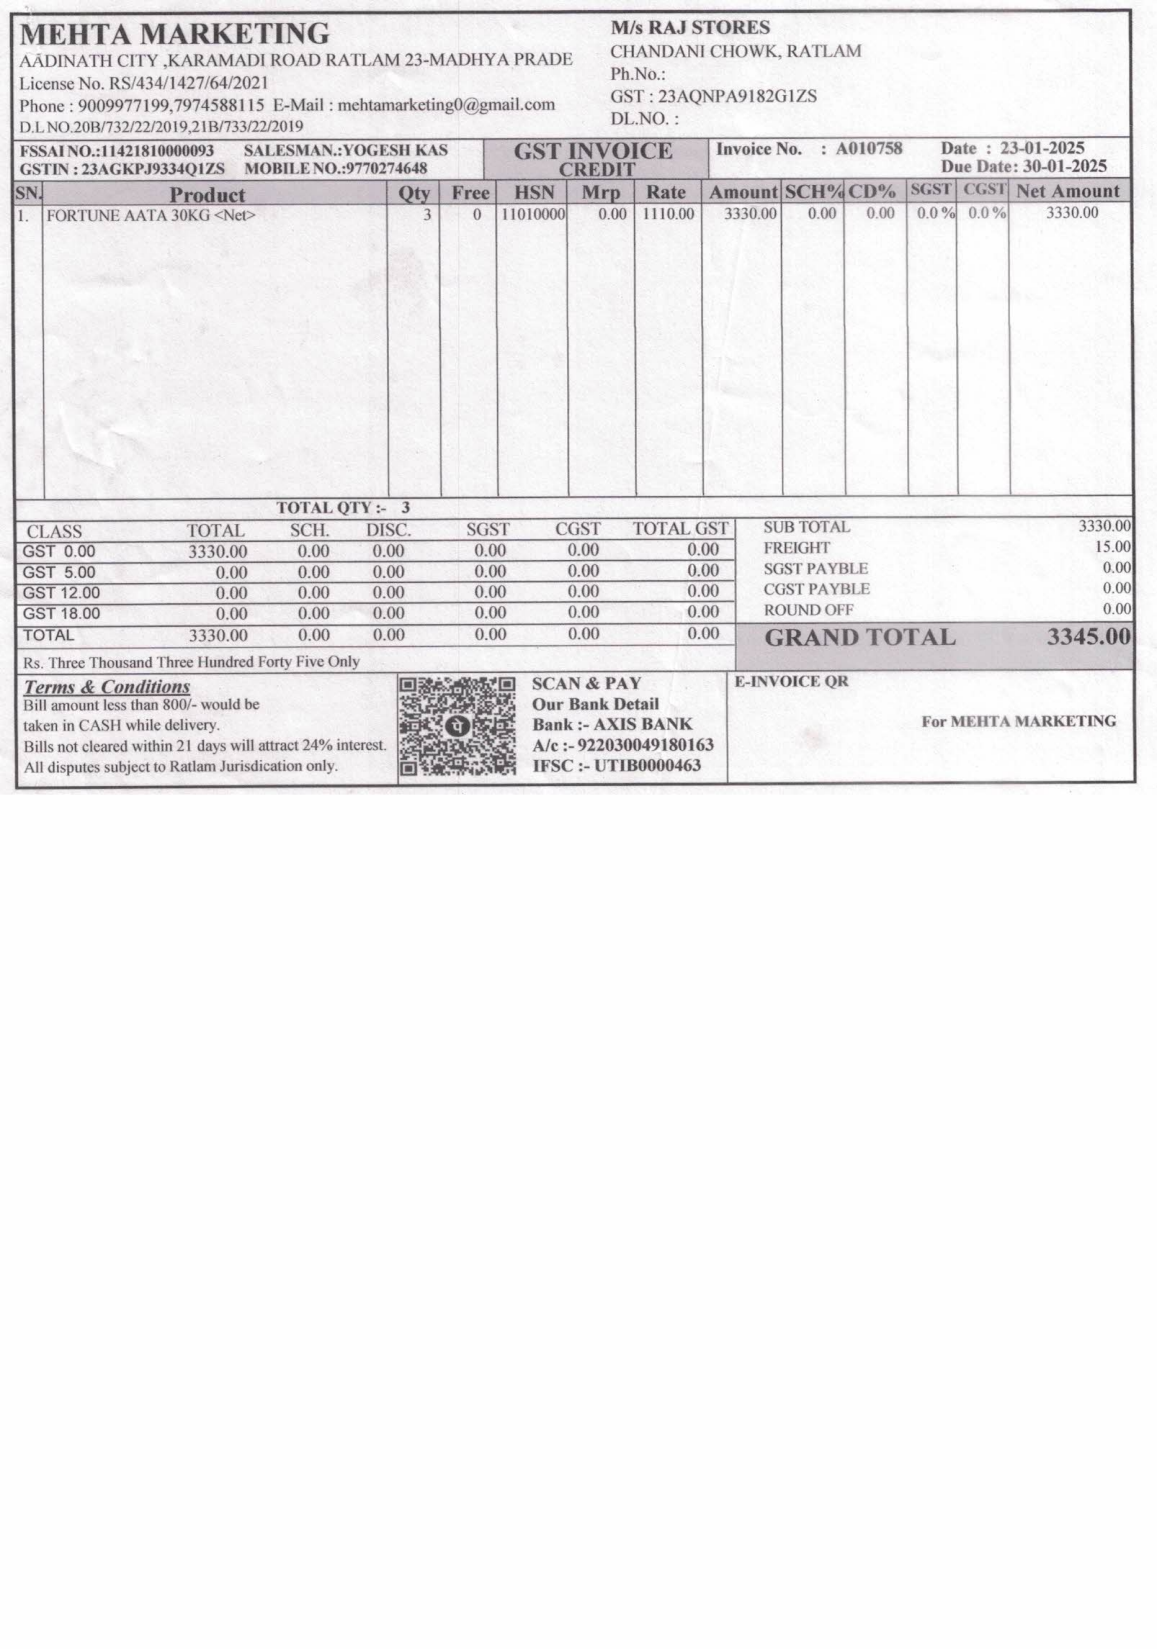 MEHTA MARKETING
AADINATH CITY ,KARAMADI ROAD RATLAM 23-MADHYA PRADE
License No. RS/434/1427/64/2021
Phone : 9009977199,7974588115 E-Mail : mehtamarketing0@gmail.com
D.L NO.20B/732/22/2019,21B/733/22/2019
M/s RAJ STORES
CHANDANI CHOWK, RATLAM
Ph.No.:
GST : 23AQNPA9182G1ZS
DL.NO. :
FSSAI NO.:11421810000093 SALESMAN.:YOGESH KAS
GSTIN : 23AGKPJ9334Q1ZS MOBILE NO.:9770274648
GST INVOICE
CREDIT
Invoice No. : A010758 Date : 23-01-2025
Due Date: 30-01-2025
SN. Product Qty Free HSN Mrp Rate Amount SCH% CD% SGST CGST Net Amount
1. FORTUNE AATA 30KG <Net> 3 0 11010000 0.00 1110.00 3330.00 0.00 0.00 0.0 % 0.0 % 3330.00
TOTAL QTY :- 3
CLASS TOTAL SCH. DISC. SGST CGST TOTAL GST
GST 0.00 3330.00 0.00 0.00 0.00 0.00 0.00
GST 5.00 0.00 0.00 0.00 0.00 0.00 0.00
GST 12.00 0.00 0.00 0.00 0.00 0.00 0.00
GST 18.00 0.00 0.00 0.00 0.00 0.00 0.00
TOTAL 3330.00 0.00 0.00 0.00 0.00 0.00
SUB TOTAL 3330.00
FREIGHT 15.00
SGST PAYBLE 0.00
CGST PAYBLE 0.00
ROUND OFF 0.00
GRAND TOTAL 3345.00
Rs. Three Thousand Three Hundred Forty Five Only
Terms & Conditions
Bill amount less than 800/- would be
taken in CASH while delivery.
Bills not cleared within 21 days will attract 24% interest.
All disputes subject to Ratlam Jurisdication only.
पे
SCAN & PAY
Our Bank Detail
Bank :- AXIS BANK
A/c :- 922030049180163
IFSC :- UTIB0000463
E-INVOICE QR
For MEHTA MARKETING